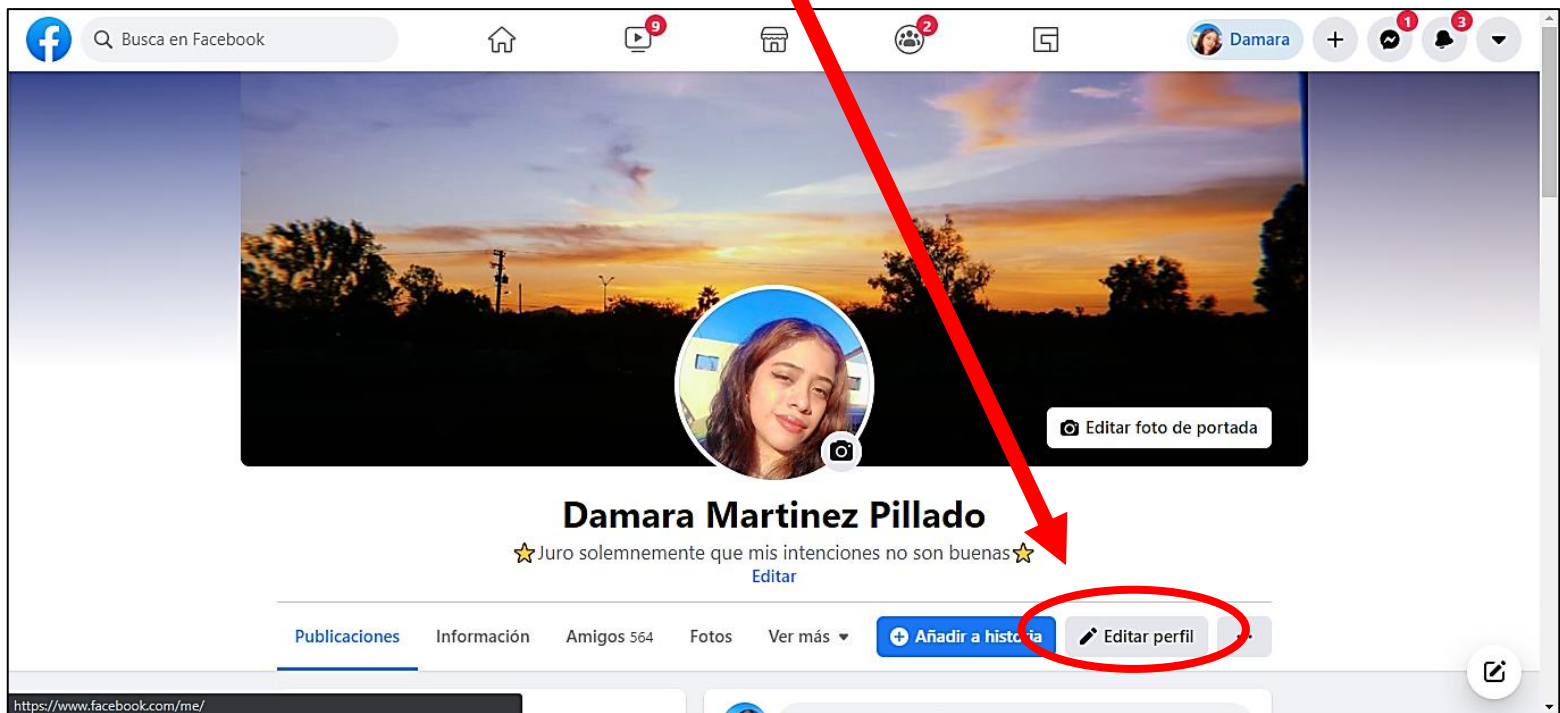 Busca en Facebook
9
2
Damara
1
3
Editar foto de portada
Damara Martinez Pillado
⭐Juro solemnemente que mis intenciones no son buenas⭐
Editar
Publicaciones Información Amigos 564 Fotos Ver más Añadir a historia Editar perfil
https://www.facebook.com/me/